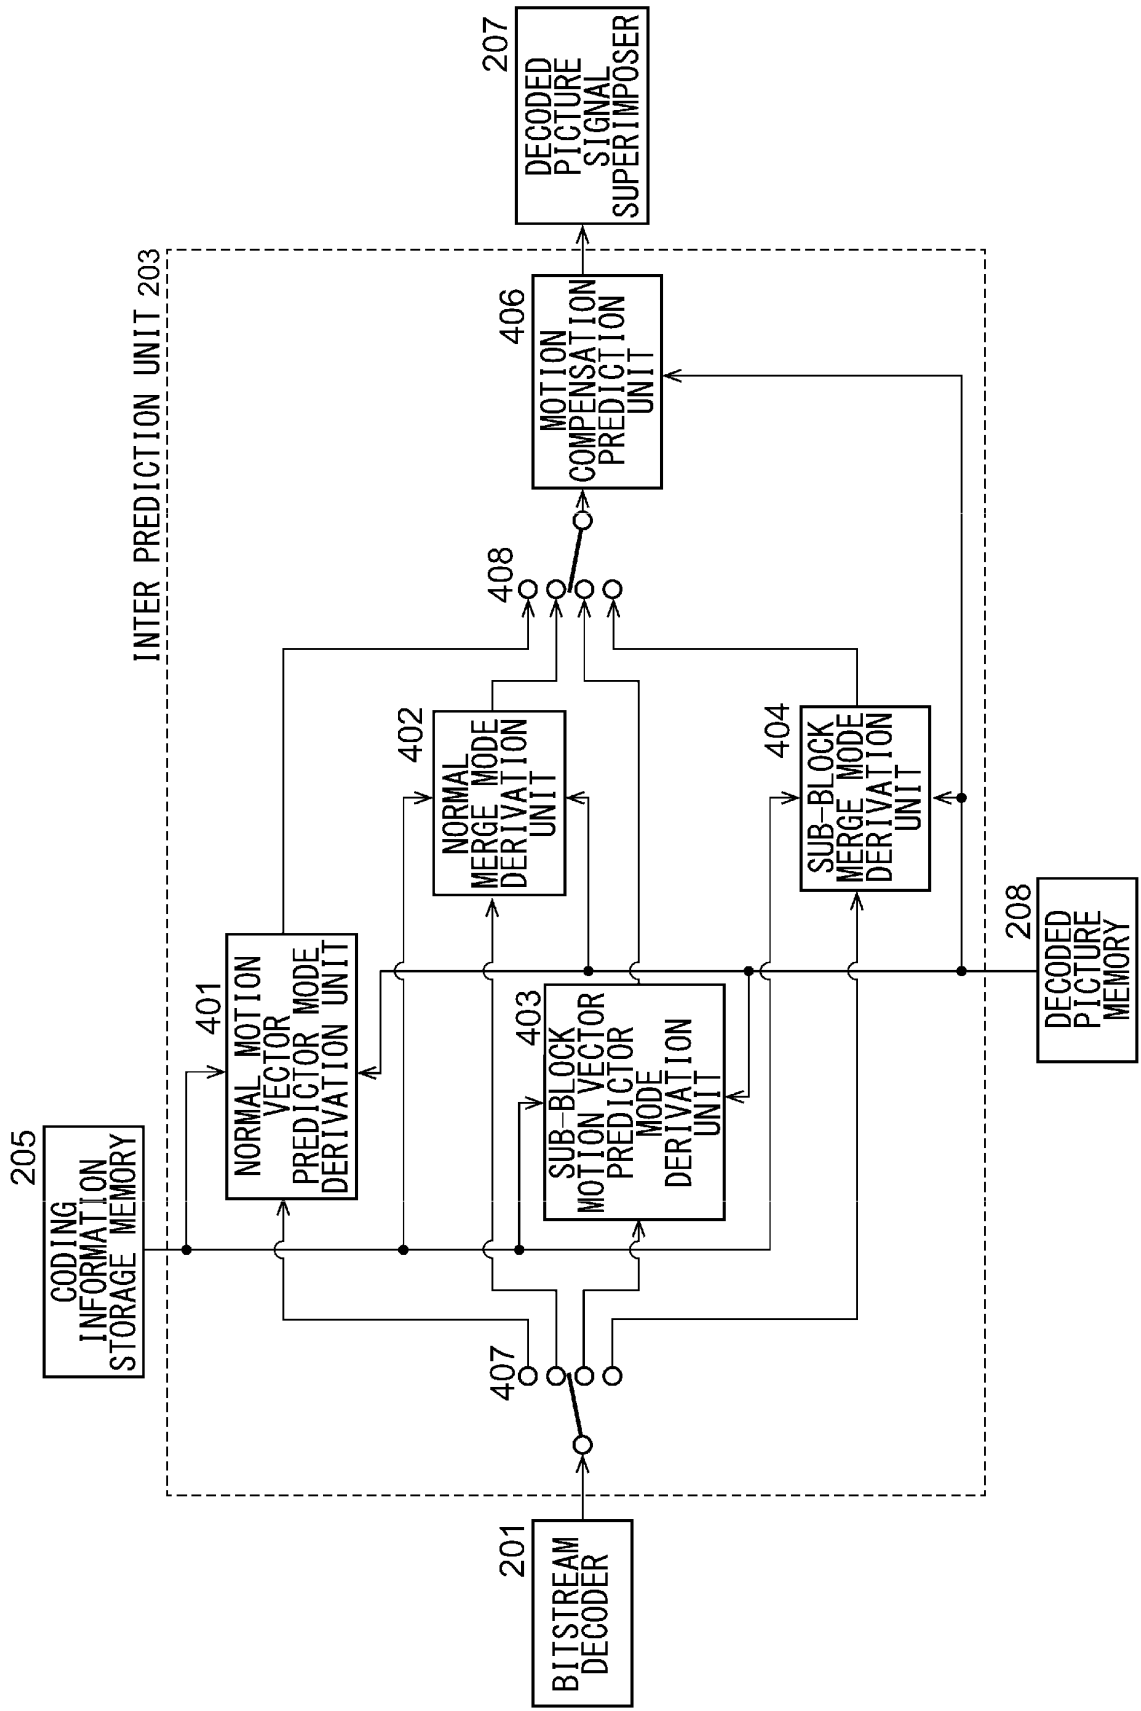 INTER PREDICTION UNIT 203
205
CODING
INFORMATION
STORAGE MEMORY
401
NORMAL MOTION
VECTOR
PREDICTOR MODE
DERIVATION UNIT
402
NORMAL
MERGE MODE
DERIVATION
UNIT
201
BITSTREAM
DECODER
407
403
SUB-BLOCK
MOTION VECTOR
PREDICTOR
MODE
DERIVATION
UNIT
408
406
MOTION
COMPENSATION
PREDICTION
UNIT
207
DECODED
PICTURE
SIGNAL
SUPERIMPOSER
404
SUB-BLOCK
MERGE MODE
DERIVATION
UNIT
208
DECODED
PICTURE
MEMORY